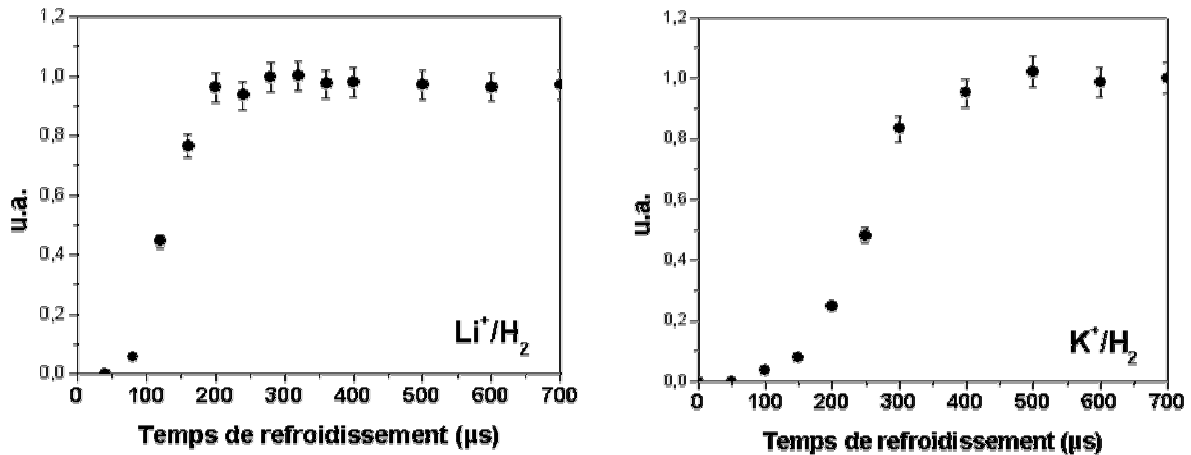 1,2
1,0
0,8
0,6
0,4
0,2
0,0
u.a.
0 100 200 300 400 500 600 700
Temps de refroidissement (µs)
Li⁺/H₂
1,2
1,0
0,8
0,6
0,4
0,2
0,0
u.a.
0 100 200 300 400 500 600 700
Temps de refroidissement (µs)
K⁺/H₂